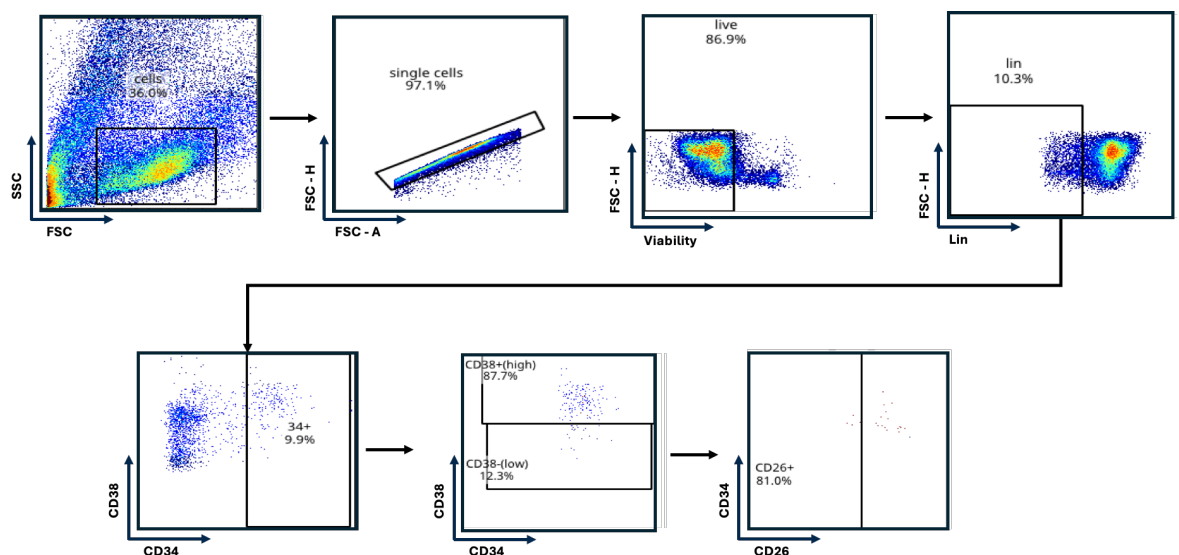 cells
36.0%
SSC
FSC
single cells
97.1%
FSC - H
FSC - A
live
86.9%
FSC - H
Viability
lin
10.3%
FSC - H
Lin
34+
9.9%
CD38
CD34
CD38+(high)
87.7%
CD38-(low)
12.3%
CD38
CD34
CD26+
81.0%
CD34
CD26